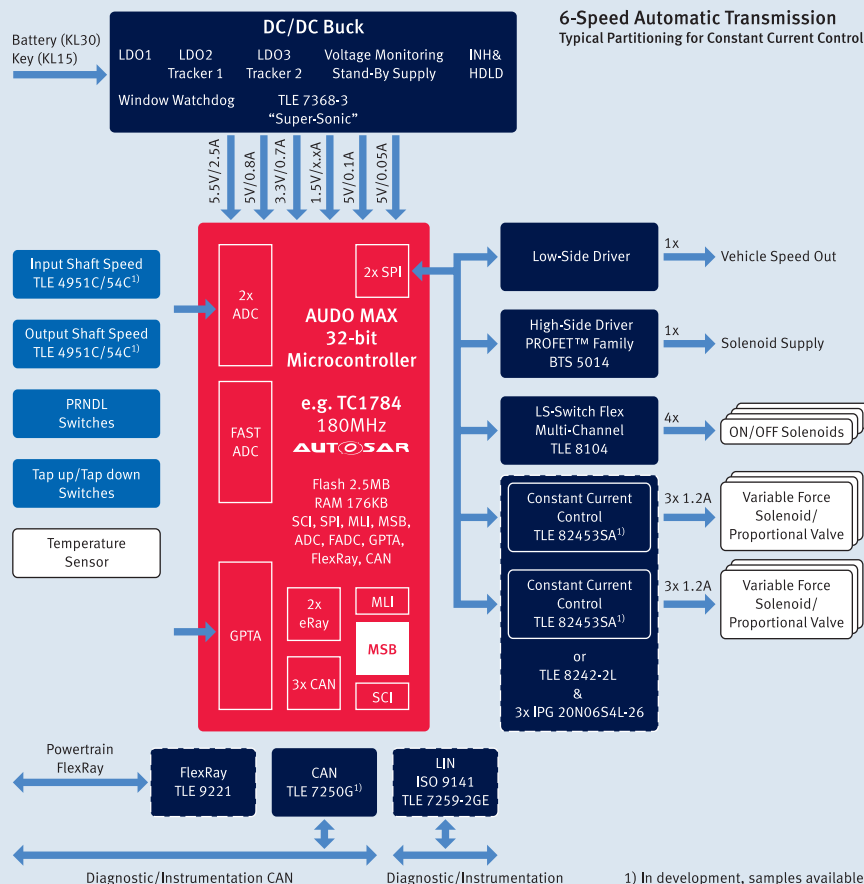 6-Speed Automatic Transmission
Typical Partitioning for Constant Current Control
DC/DC Buck
Battery (KL30)
Key (KL15)
LDO1
LDO2
Tracker 1
LDO3
Tracker 2
Voltage Monitoring
Stand-By Supply
INH&
HDLD
Window Watchdog
TLE 7368-3
“Super-Sonic”
5.5V/2.5A
5V/0.8A
3.3V/0.7A
1.5V/x.xA
5V/0.1A
5V/0.05A
Input Shaft Speed
TLE 4951C/54C1)
Output Shaft Speed
TLE 4951C/54C1)
PRNDL
Switches
Tap up/Tap down
Switches
Temperature
Sensor
2x
ADC
2x SPI
AUDO MAX
32-bit
Microcontroller
e.g. TC1784
180MHz
AUTOSAR
FAST
ADC
Flash 2.5MB
RAM 176KB
SCI, SPI, MLI, MSB,
ADC, FADC, GPTA,
FlexRay, CAN
GPTA
2x
eRay
3x CAN
MLI
MSB
SCI
Low-Side Driver
1x
Vehicle Speed Out
High-Side Driver
PROFET™ Family
BTS 5014
1x
Solenoid Supply
LS-Switch Flex
Multi-Channel
TLE 8104
4x
ON/OFF Solenoids
Constant Current
Control
TLE 82453SA1)
3x 1.2A
Variable Force
Solenoid/
Proportional Valve
Constant Current
Control
TLE 82453SA1)
3x 1.2A
Variable Force
Solenoid/
Proportional Valve
or
TLE 8242-2L
&
3x IPG 20N06S4L-26
Powertrain
FlexRay
FlexRay
TLE 9221
CAN
TLE 7250G1)
LIN
ISO 9141
TLE 7259-2GE
Diagnostic/Instrumentation CAN
Diagnostic/Instrumentation
1) In development, samples available